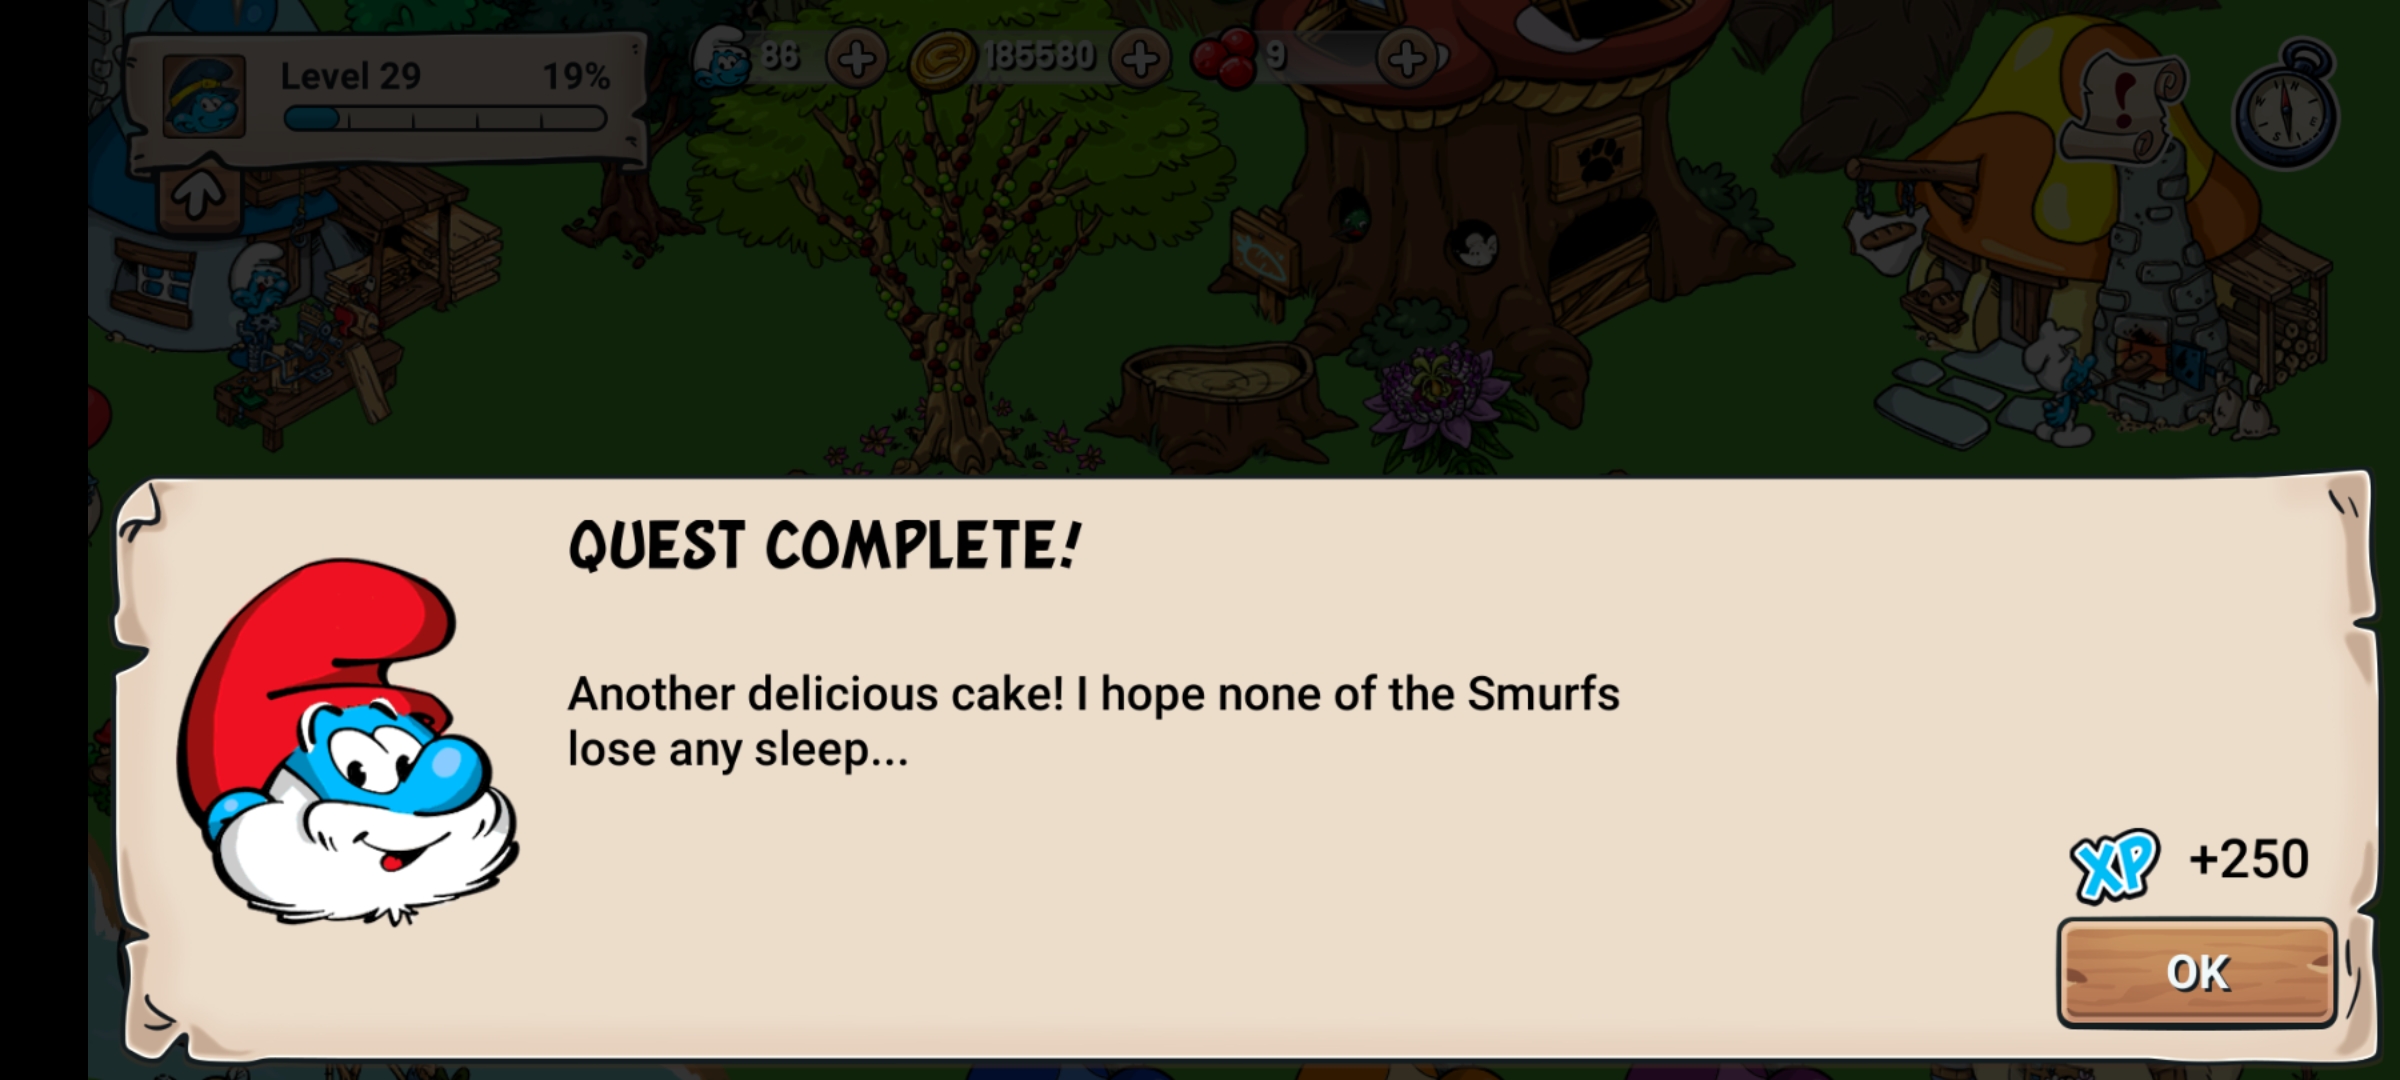 Level 29 19%
86
185580
9
QUEST COMPLETE!
Another delicious cake! I hope none of the Smurfs
lose any sleep...
XP +250
OK